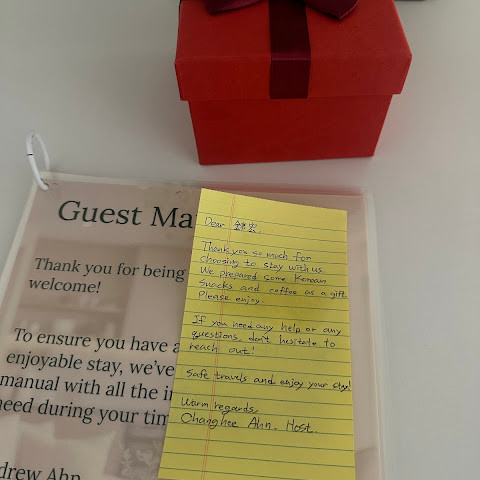 Guest Ma
Thank you for being
welcome!
To ensure you have a
enjoyable stay, we've
manual with all the i
need during your tim
drew Ahn
Dear
Thank you so much for
choosing to stay with us
We prepared some Korean
Snacks and coffee as a gift
Please enjoy.
If you need any help or any
questions, don't hesitate to
reach out!
Safe travels and enjoy your stay!
Warm regards,
Changhee Ahn. Host.